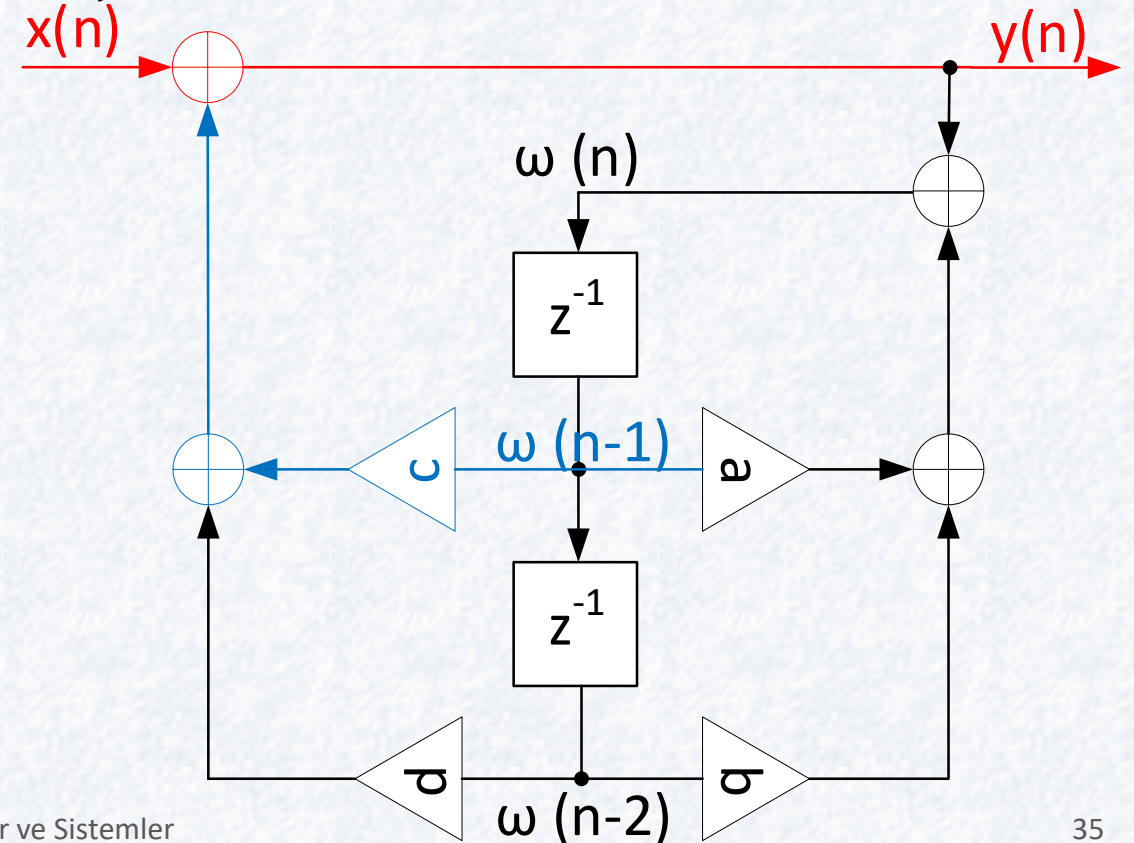 x(n)
y(n)
ω (n)
z⁻¹
c
ω (n-1)
a
z⁻¹
d
b
ω (n-2)
r ve Sistemler
35